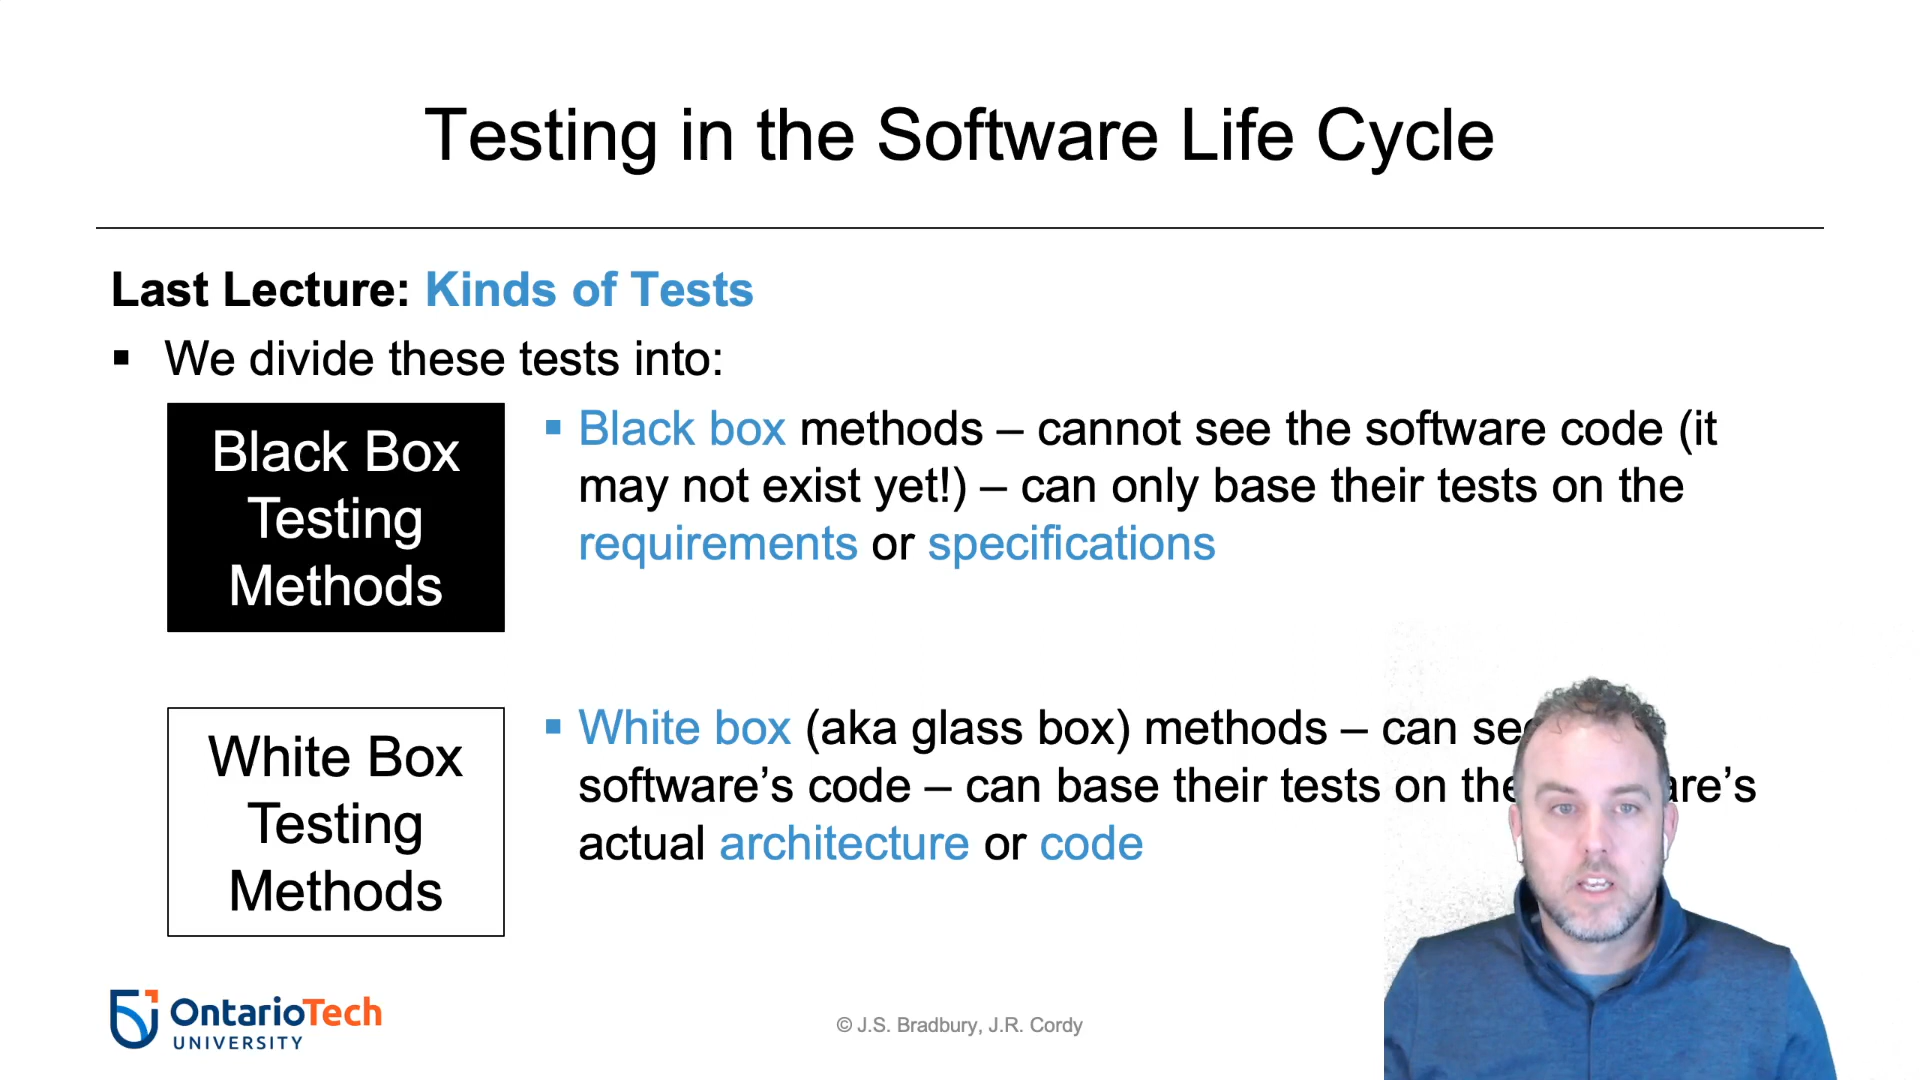 Testing in the Software Life Cycle
Last Lecture: Kinds of Tests
▪ We divide these tests into:
Black Box
Testing
Methods
▪ Black box methods – cannot see the software code (it
may not exist yet!) – can only base their tests on the
requirements or specifications
White Box
Testing
Methods
▪ White box (aka glass box) methods – can
software’s code – can base their tests on
actual architecture or code
OntarioTech
UNIVERSITY
© J.S. Bradbury, J.R. Cordy